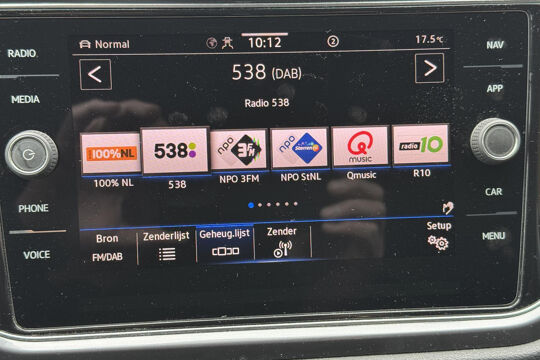 RADIO
MEDIA
PHONE
VOICE
Normal
10:12
2
17.5°C
538 (DAB)
Radio 538
100%NL
538
npo 3FM
npo
Q music
radio 10
100% NL
538
NPO 3FM
NPO StNL
Qmusic
R10
Bron
FM/DAB
Zenderlijst
Geheug.lijst
Zender
Setup
NAV
APP
CAR
MENU